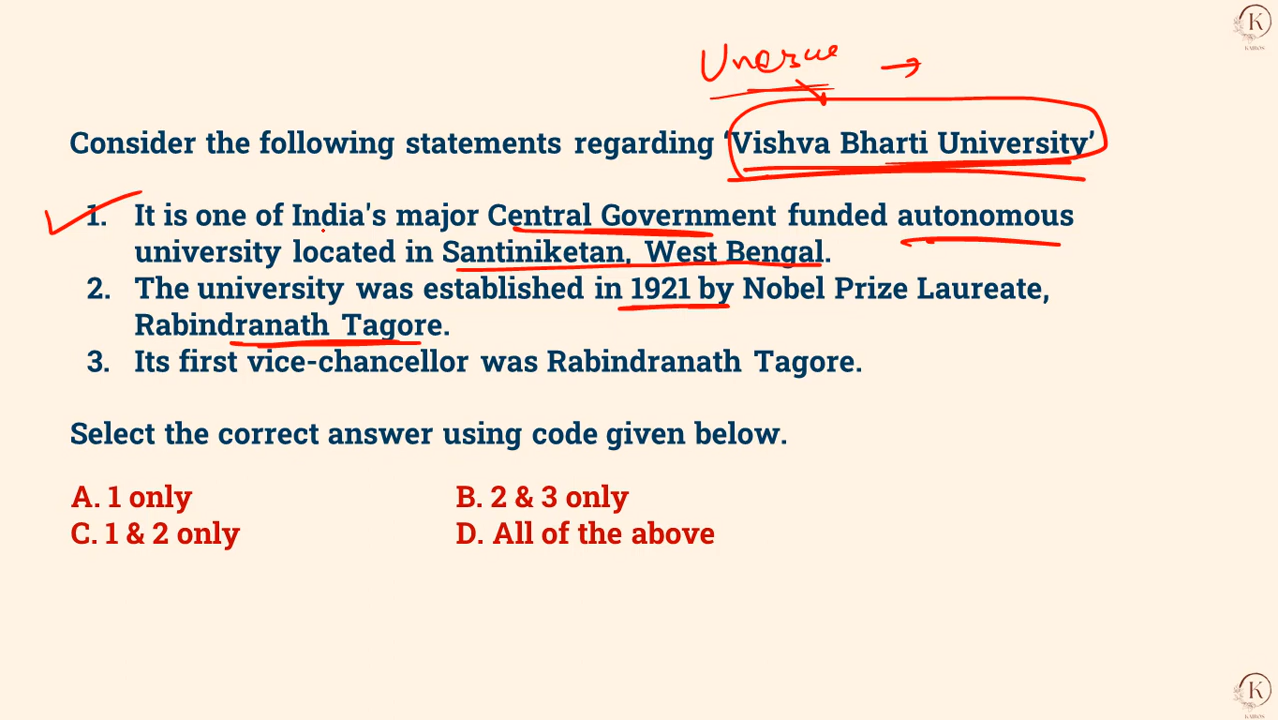 K
KAIROS
Unesco →
Consider the following statements regarding ‘Vishva Bharti University’
1. It is one of India's major Central Government funded autonomous
university located in Santiniketan, West Bengal.
2. The university was established in 1921 by Nobel Prize Laureate,
Rabindranath Tagore.
3. Its first vice-chancellor was Rabindranath Tagore.
Select the correct answer using code given below.
A. 1 only B. 2 & 3 only
C. 1 & 2 only D. All of the above
K
KAIROS